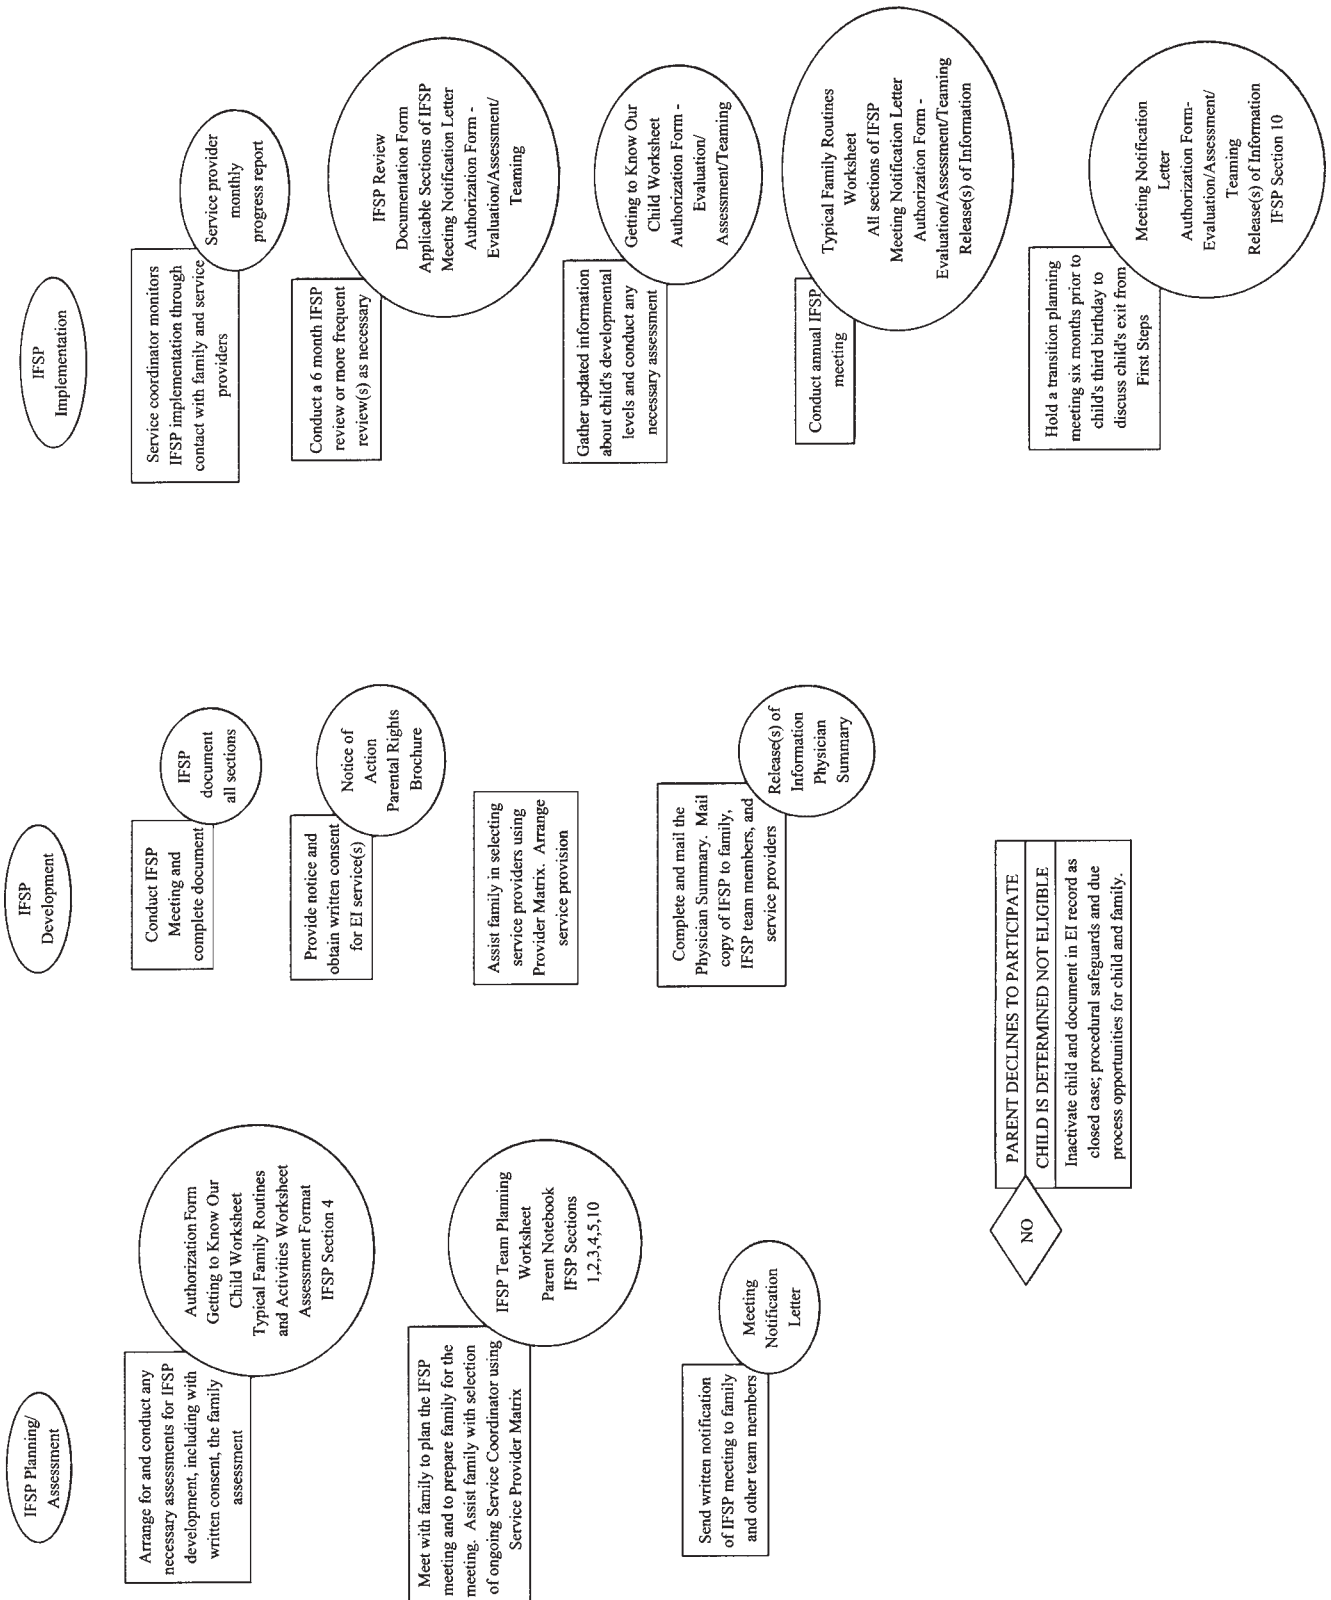 IFSP Planning/
Assessment
Arrange for and conduct any
necessary assessments for IFSP
development, including with
written consent, the family
assessment
Authorization Form
Getting to Know Our
Child Worksheet
Typical Family Routines
and Activities Worksheet
Assessment Format
IFSP Section 4
Meet with family to plan the IFSP
meeting and to prepare family for the
meeting. Assist family with selection
of ongoing Service Coordinator using
Service Provider Matrix
IFSP Team Planning
Worksheet
Parent Notebook
IFSP Sections
1,2,3,4,5,10
Send written notification
of IFSP meeting to family
and other team members
Meeting
Notification
Letter
IFSP
Development
Conduct IFSP
Meeting and
complete document
IFSP
document
all sections
Provide notice and
obtain written consent
for EI service(s)
Notice of
Action
Parental Rights
Brochure
Assist family in selecting
service providers using
Provider Matrix. Arrange
service provision
Complete and mail the
Physician Summary. Mail
copy of IFSP to family,
IFSP team members, and
service providers
Release(s) of
Information
Physician
Summary
NO
PARENT DECLINES TO PARTICIPATE
CHILD IS DETERMINED NOT ELIGIBLE
Inactivate child and document in EI record as
closed case; procedural safeguards and due
process opportunities for child and family.
IFSP
Implementation
Service coordinator monitors
IFSP implementation through
contact with family and service
providers
Service provider
monthly
progress report
Conduct a 6 month IFSP
review or more frequent
review(s) as necessary
IFSP Review
Documentation Form
Applicable Sections of IFSP
Meeting Notification Letter
Authorization Form -
Evaluation/Assessment/
Teaming
Gather updated information
about child's developmental
levels and conduct any
necessary assessment
Getting to Know Our
Child Worksheet
Authorization Form -
Evaluation/
Assessment/Teaming
Conduct annual IFSP
meeting
Typical Family Routines
Worksheet
All sections of IFSP
Meeting Notification Letter
Authorization Form -
Evaluation/Assessment/Teaming
Release(s) of Information
Hold a transition planning
meeting six months prior to
child's third birthday to
discuss child's exit from
First Steps
Meeting Notification
Letter
Authorization Form-
Evaluation/Assessment/
Teaming
Release(s) of Information
IFSP Section 10